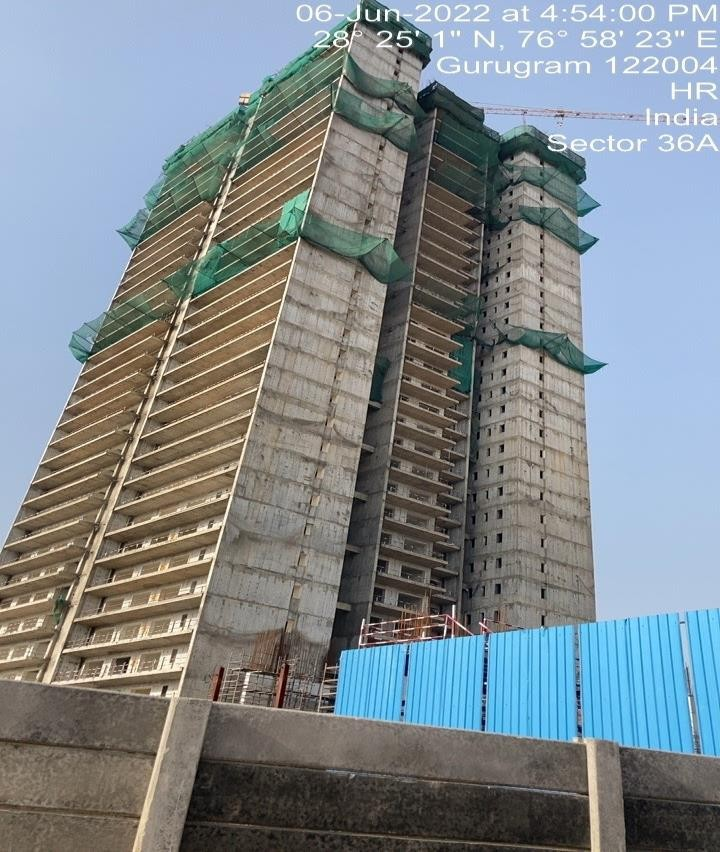 06-Jun-2022 at 4:54:00 PM
28° 25' 1" N, 76° 58' 23" E
Gurugram 122004
HR
India
Sector 36A